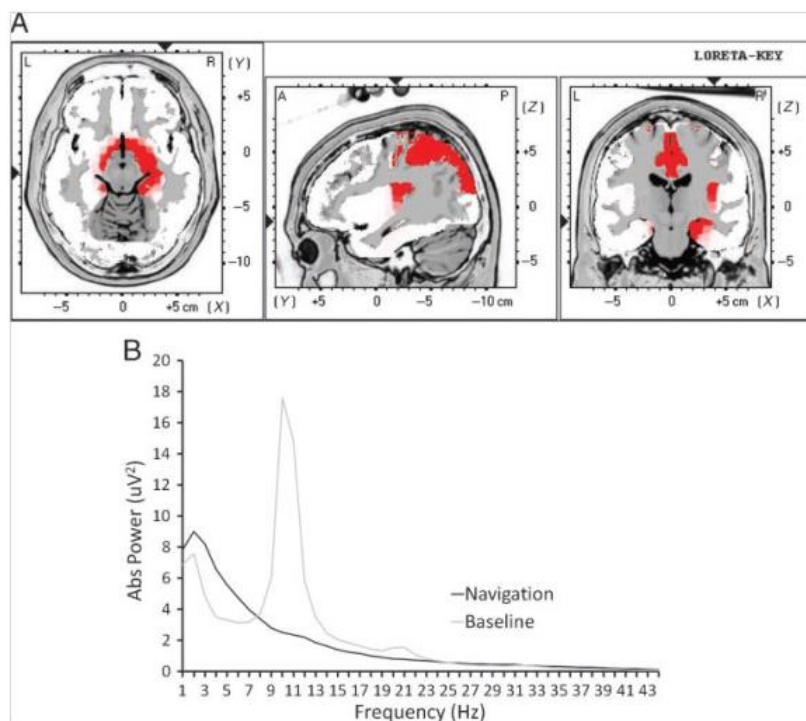 A
LORETA-KEY
L R (Y)
A P (Z)
L R (Z)
+5
0
−5
−10
−5 0 +5 cm (X)
+5
0
−5
(Y) +5 0 −5 −10 cm
+5
0
−5
−5 0 +5 cm (X)
B
20
18
16
14
12
10
8
6
4
2
0
Abs Power (uV²)
Navigation
Baseline
1 3 5 7 9 11 13 15 17 19 21 23 25 27 29 31 33 35 37 39 41 43
Frequency (Hz)